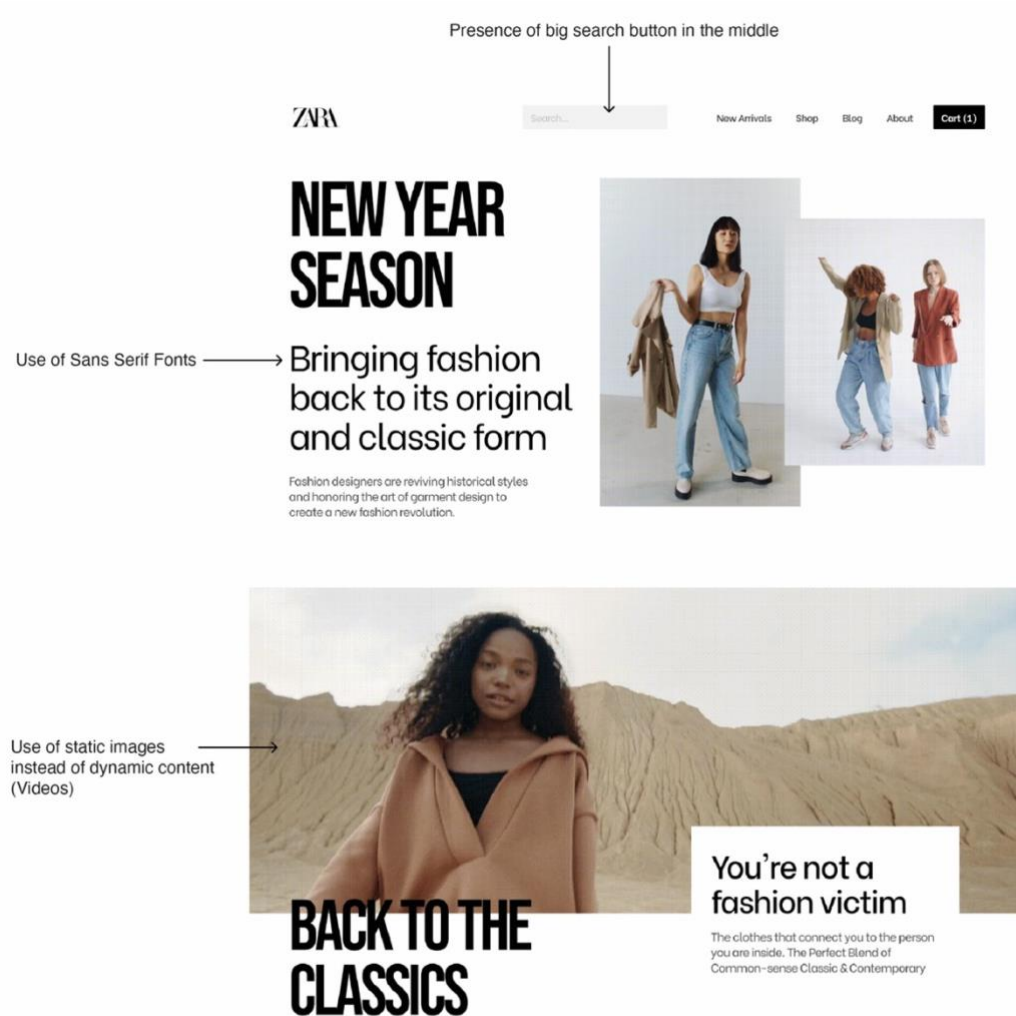 Presence of big search button in the middle
ZARA
Search...
New Arrivals
Shop
Blog
About
Cart (1)
NEW YEAR
SEASON
Use of Sans Serif Fonts
Bringing fashion
back to its original
and classic form
Fashion designers are reviving historical styles
and honoring the art of garment design to
create a new fashion revolution.
Use of static images
instead of dynamic content
(Videos)
You're not a
fashion victim
The clothes that connect you to the person
you are inside. The Perfect Blend of
Common-sense Classic & Contemporary
BACK TO THE
CLASSICS